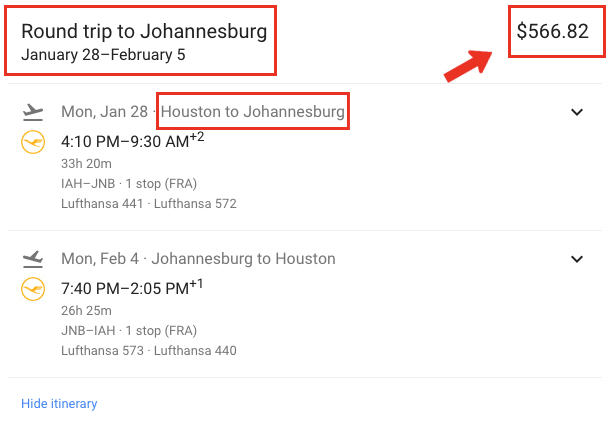 Round trip to Johannesburg
$566.82
January 28–February 5
Mon, Jan 28 · Houston to Johannesburg
4:10 PM–9:30 AM+2
33h 20m
IAH–JNB · 1 stop (FRA)
Lufthansa 441 · Lufthansa 572
Mon, Feb 4 · Johannesburg to Houston
7:40 PM–2:05 PM+1
26h 25m
JNB–IAH · 1 stop (FRA)
Lufthansa 573 · Lufthansa 440
Hide itinerary